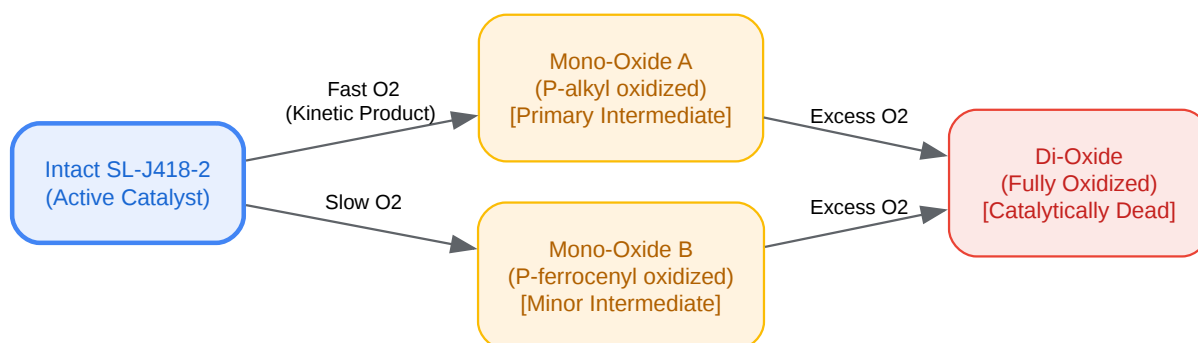 Intact SL-J418-2
(Active Catalyst)
Fast O2
(Kinetic Product)
Slow O2
Mono-Oxide A
(P-alkyl oxidized)
[Primary Intermediate]
Mono-Oxide B
(P-ferrocenyl oxidized)
[Minor Intermediate]
Excess O2
Excess O2
Di-Oxide
(Fully Oxidized)
[Catalytically Dead]